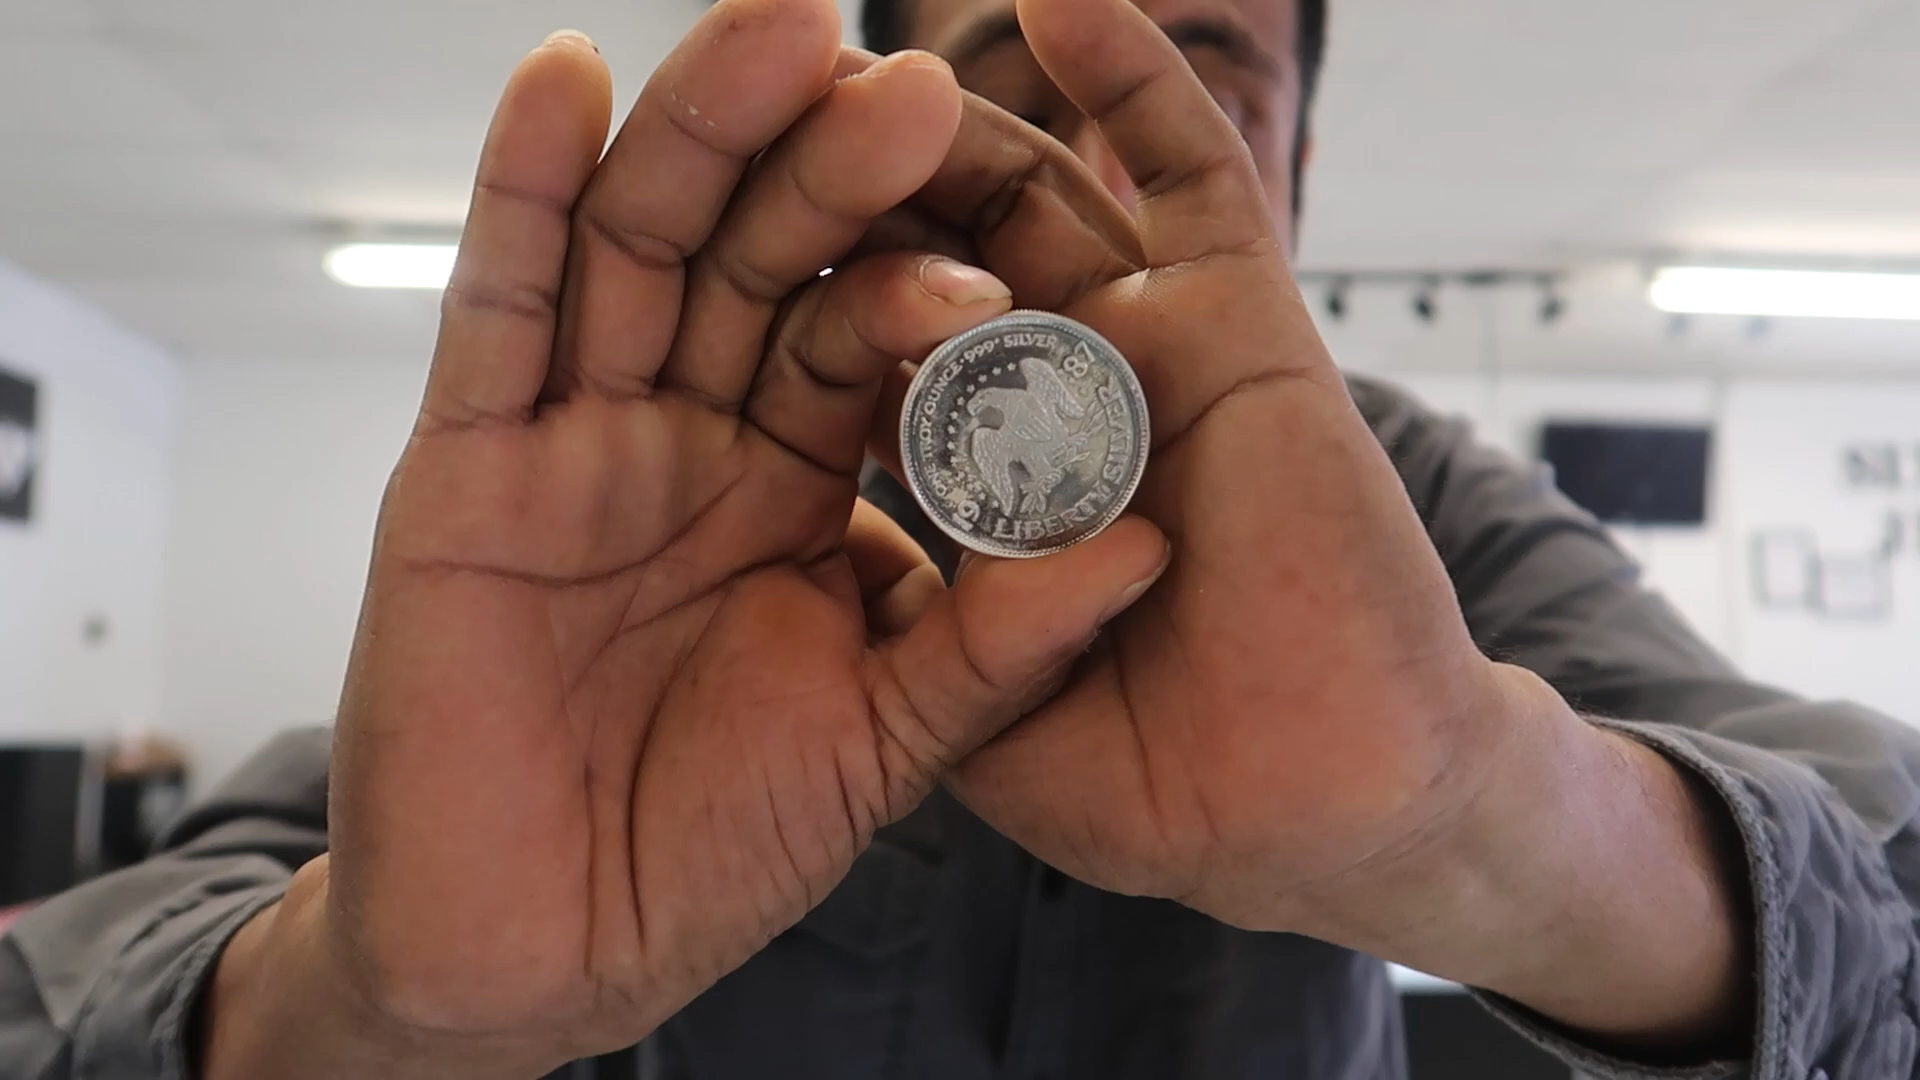 ONE TROY OUNCE · 999+ SILVER
LIBERTY SILVER
19
87